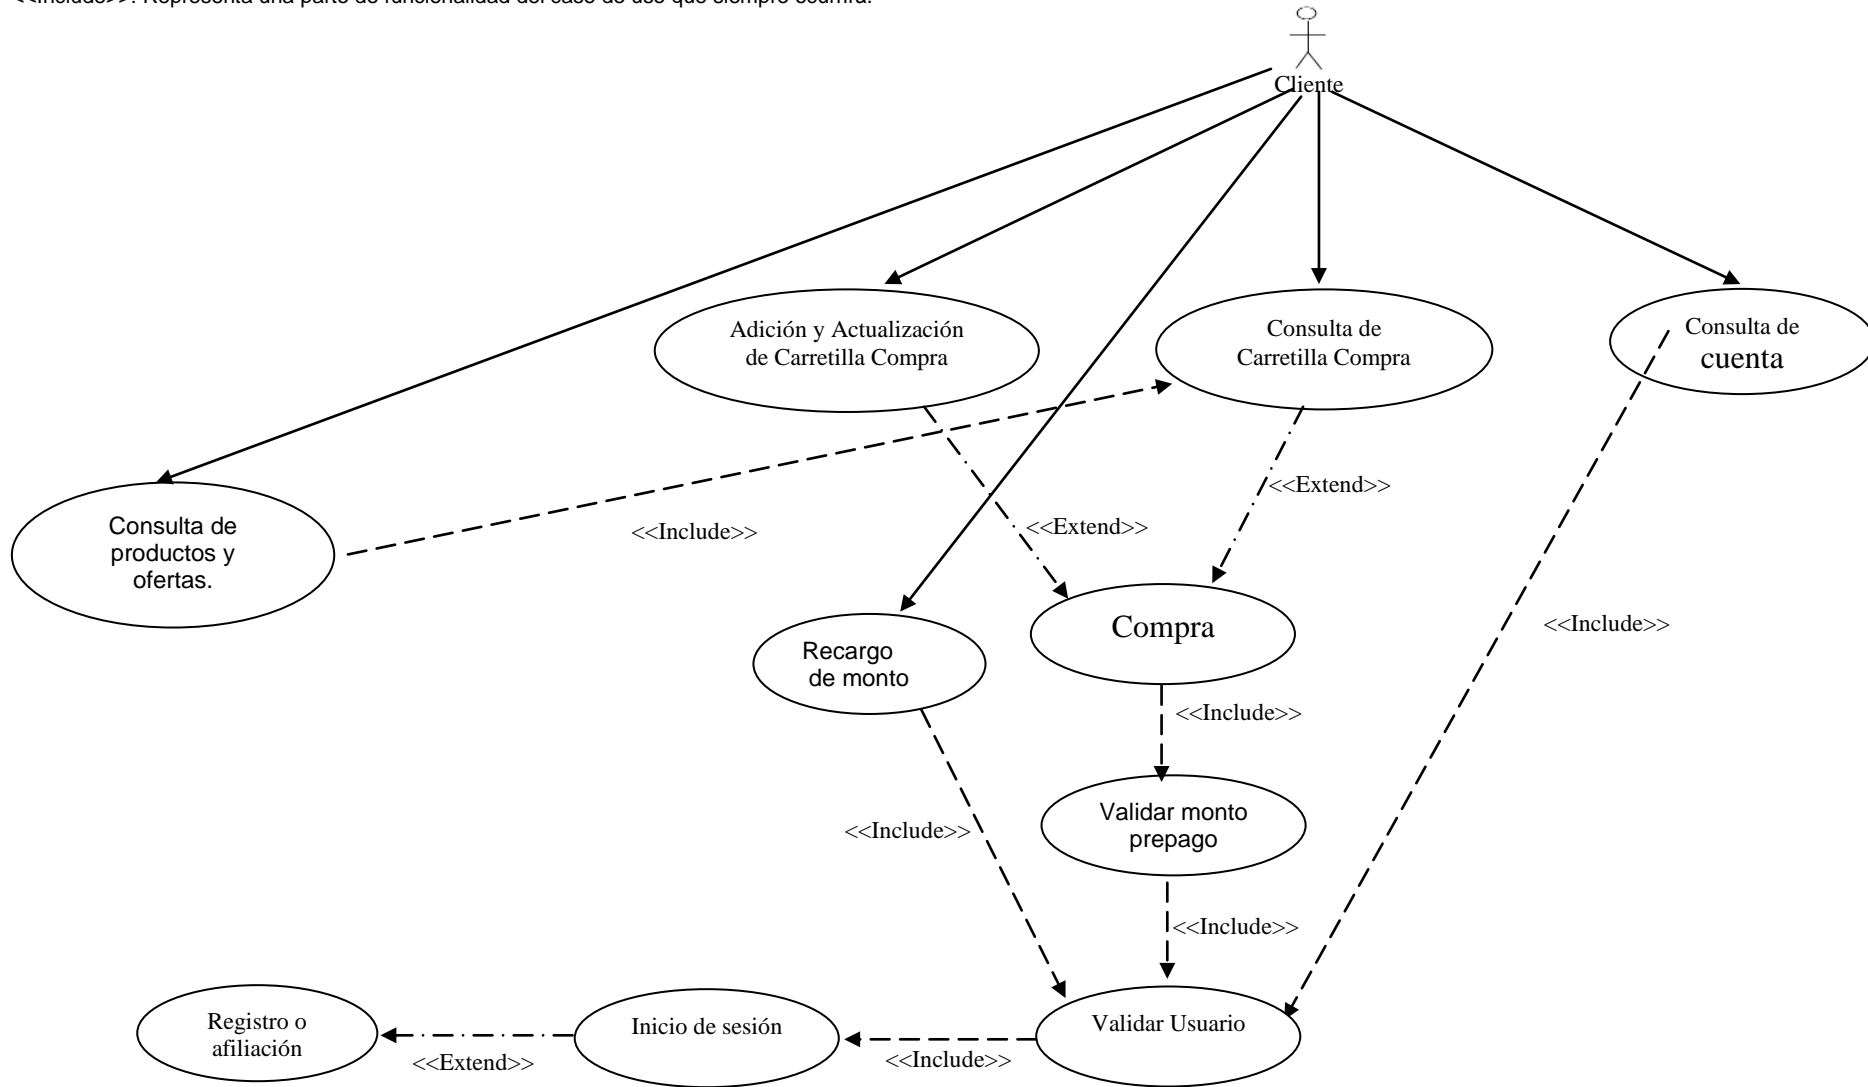 <<Include>>: Representa una parte de funcionalidad del caso de uso que siempre ocurrirá.
Cliente
Adición y Actualización
de Carretilla Compra
Consulta de
Carretilla Compra
Consulta de
cuenta
Consulta de
productos y
ofertas.
<<Include>>
<<Extend>>
<<Extend>>
Compra
Recargo
de monto
<<Include>>
<<Include>>
Validar monto
prepago
<<Include>>
<<Include>>
Registro o
afiliación
Inicio de sesión
Validar Usuario
<<Extend>>
<<Include>>